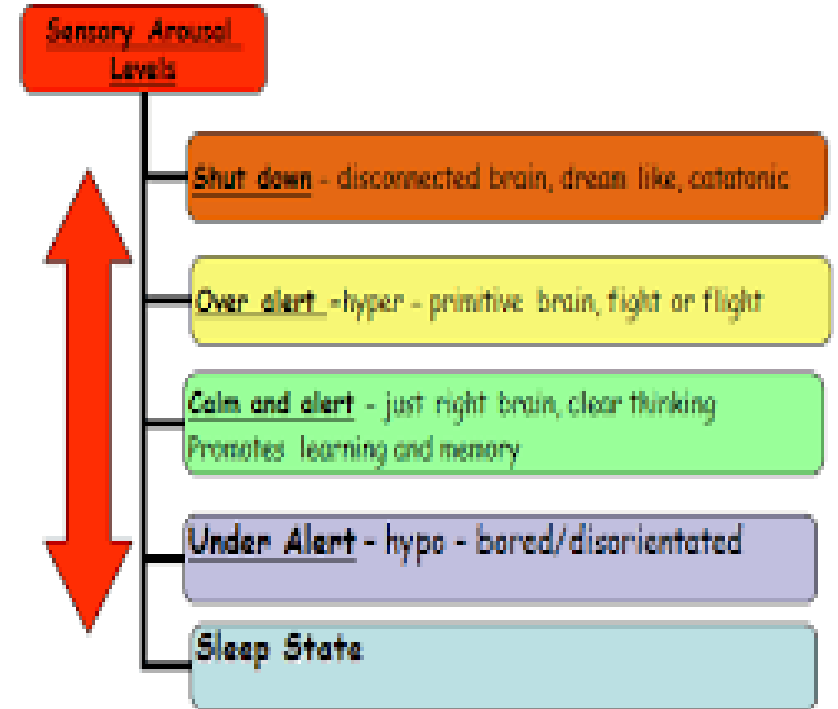 Sensory Arousal
Levels
Shut down - disconnected brain, dream like, catatonic
Over alert -hyper - primitive brain, fight or flight
Calm and alert - just right brain, clear thinking
Promotes learning and memory
Under Alert - hypo - bored/disorientated
Sleep State